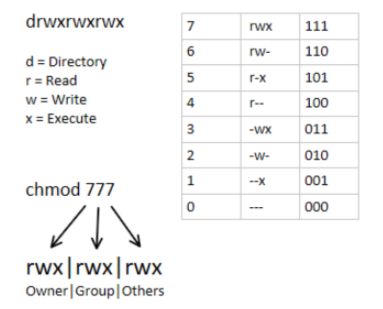 drwxrwxrwx
d = Directory
r = Read
w = Write
x = Execute
chmod 777
rwx|rwx|rwx
Owner|Group|Others
7 rwx 111
6 rw- 110
5 r-x 101
4 r-- 100
3 -wx 011
2 -w- 010
1 --x 001
0 --- 000